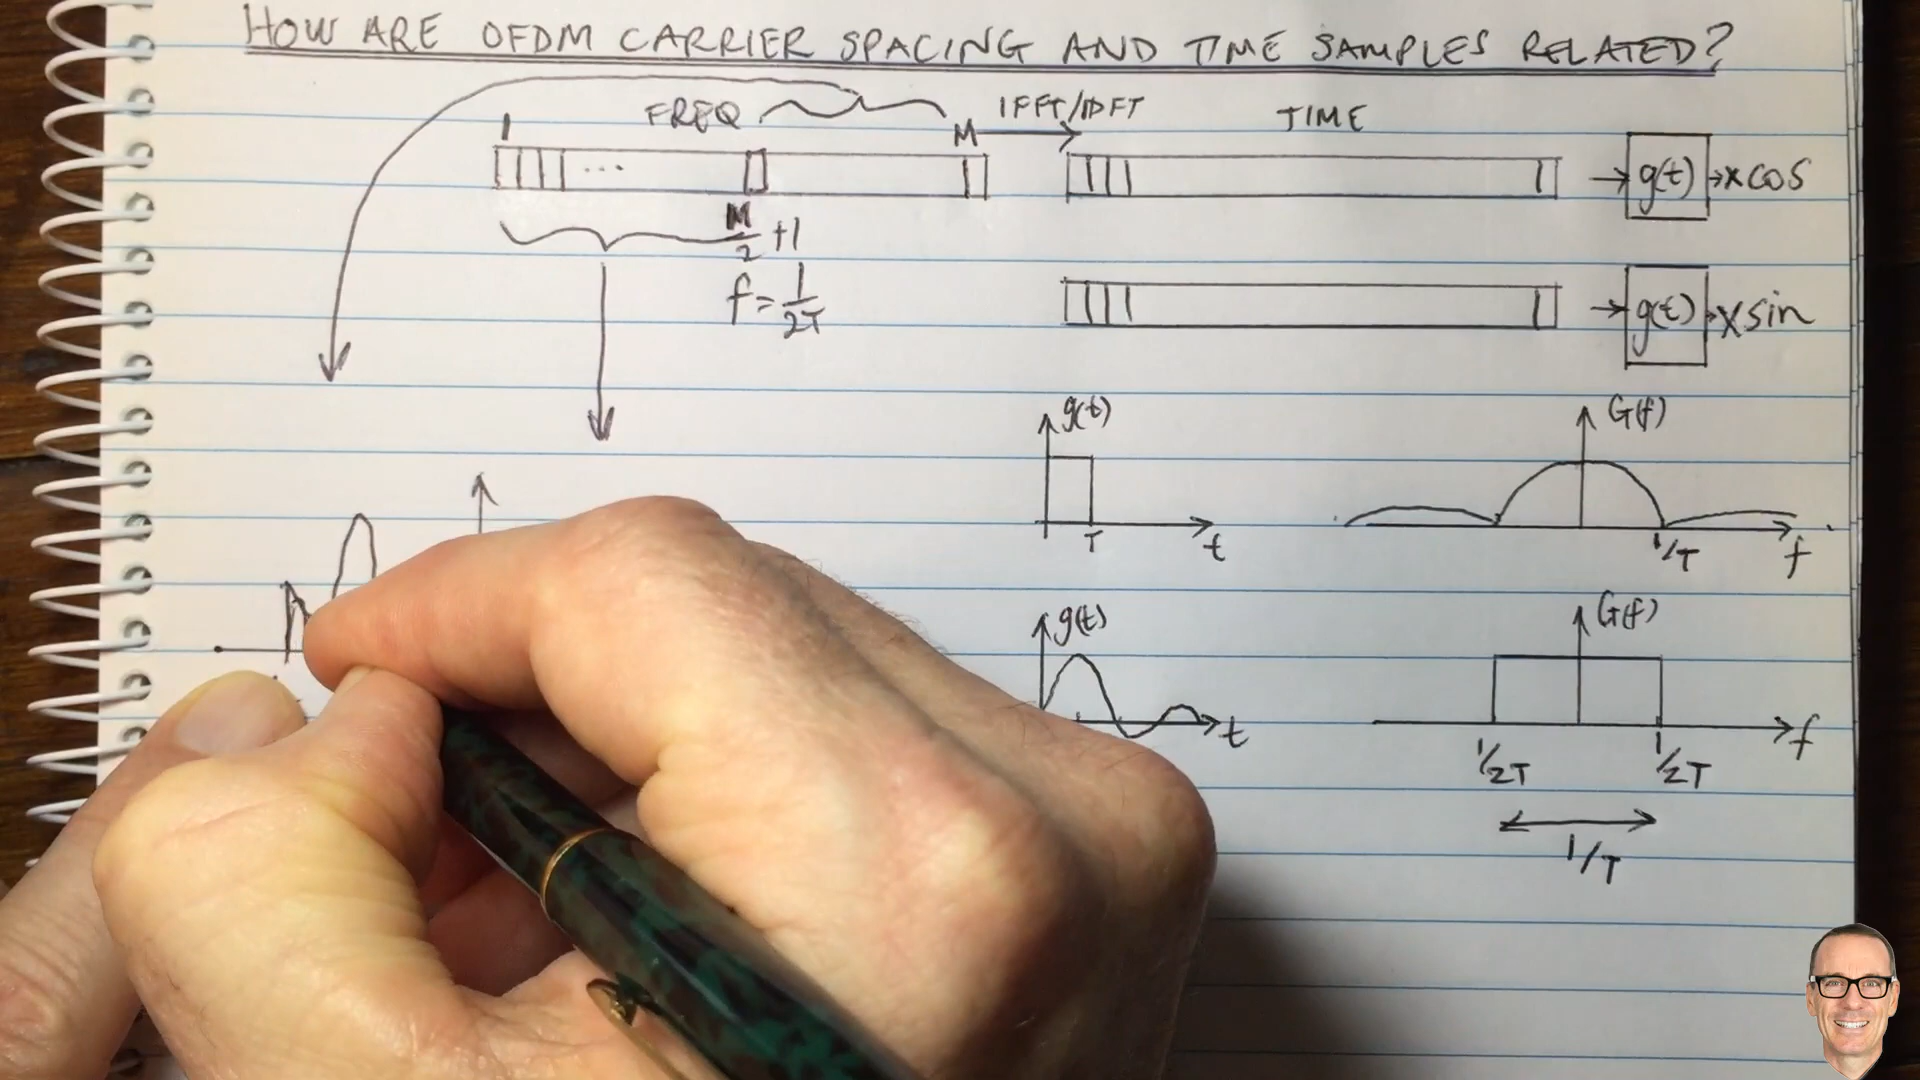 HOW ARE OFDM CARRIER SPACING AND TIME SAMPLES RELATED?
FREQ
IFFT/IDFT
TIME
1
M
...
M/2 +1
f = 1/2T
g(t)
x cos
g(t)
x sin
g(t)
T
t
G(f)
1/T
f
g(t)
t
G(f)
1/2T
1/2T
f
1/T